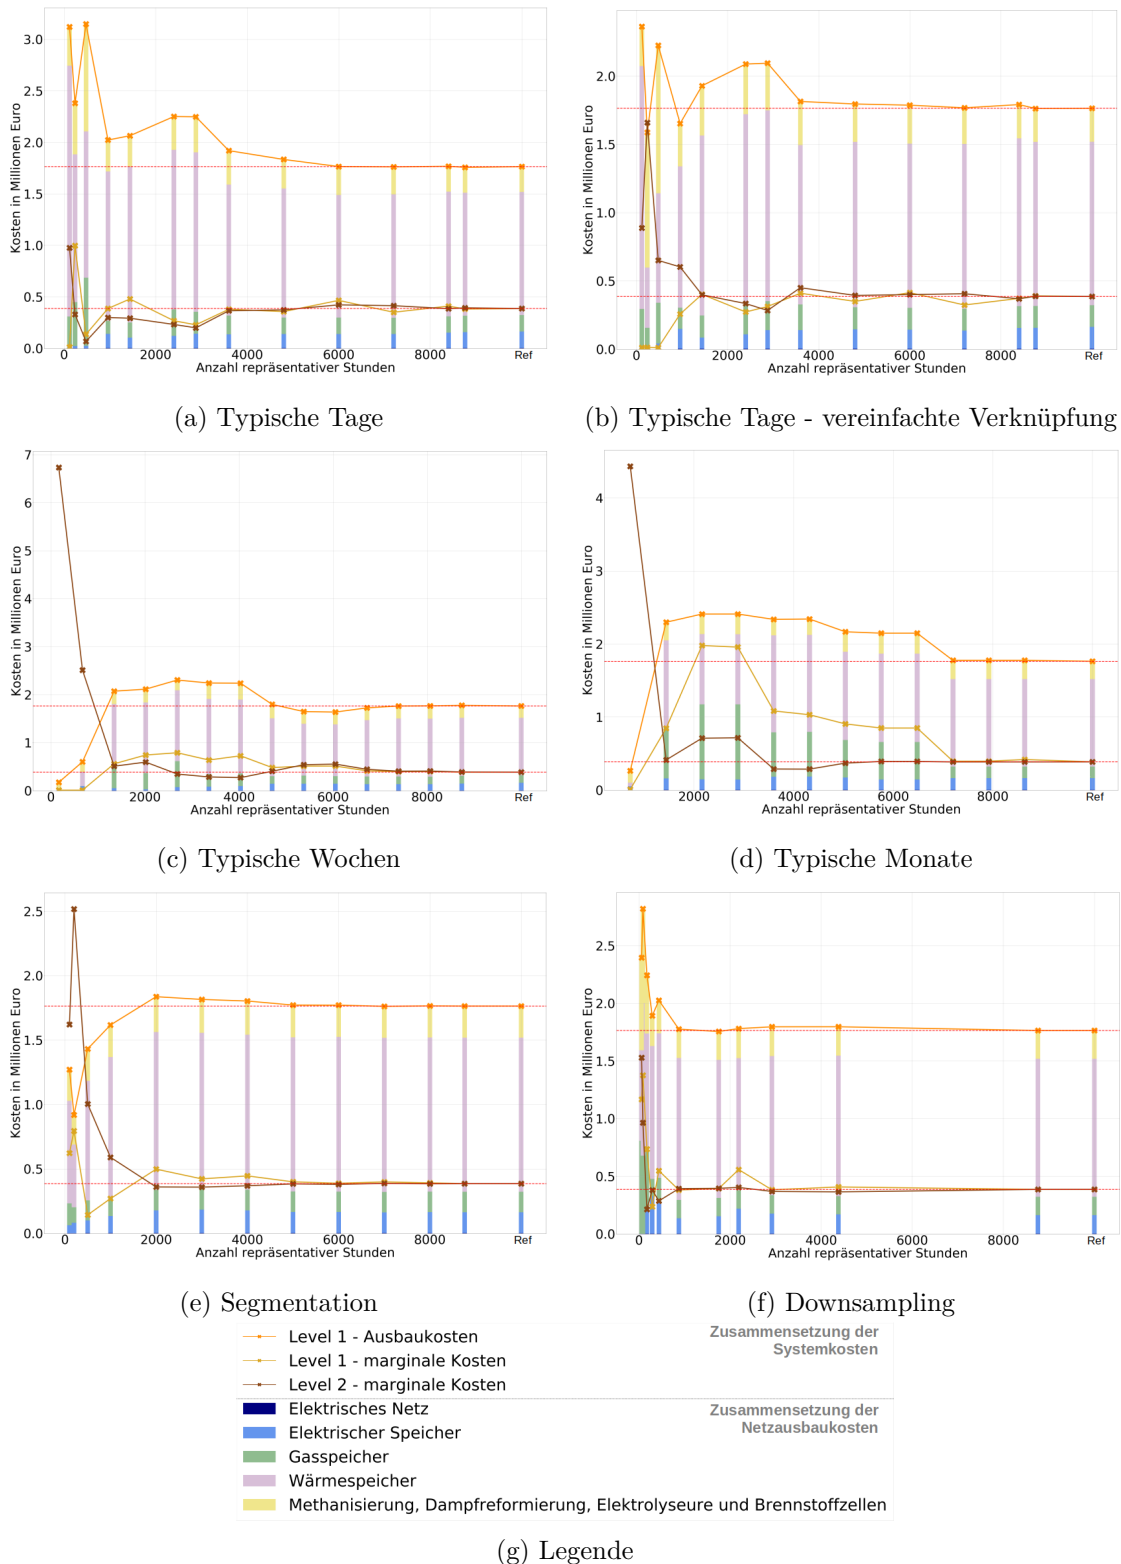 3.0
2.5
2.0
1.5
1.0
0.5
0.0
Kosten in Millionen Euro
0 2000 4000 6000 8000 Ref
Anzahl repräsentativer Stunden
(a) Typische Tage
2.0
1.5
1.0
0.5
0.0
Kosten in Millionen Euro
0 2000 4000 6000 8000 Ref
Anzahl repräsentativer Stunden
(b) Typische Tage - vereinfachte Verknüpfung
7
6
5
4
3
2
1
0
Kosten in Millionen Euro
0 2000 4000 6000 8000 Ref
Anzahl repräsentativer Stunden
(c) Typische Wochen
4
3
2
1
0
Kosten in Millionen Euro
2000 4000 6000 8000 Ref
Anzahl repräsentativer Stunden
(d) Typische Monate
2.5
2.0
1.5
1.0
0.5
0.0
Kosten in Millionen Euro
0 2000 4000 6000 8000 Ref
Anzahl repräsentativer Stunden
(e) Segmentation
2.5
2.0
1.5
1.0
0.5
0.0
Kosten in Millionen Euro
0 2000 4000 6000 8000 Ref
Anzahl repräsentativer Stunden
(f) Downsampling
Level 1 - Ausbaukosten
Level 1 - marginale Kosten
Level 2 - marginale Kosten
Zusammensetzung der
Systemkosten
Elektrisches Netz
Elektrischer Speicher
Gasspeicher
Wärmespeicher
Methanisierung, Dampfreformierung, Elektrolyseure und Brennstoffzellen
Zusammensetzung der
Netzausbaukosten
(g) Legende